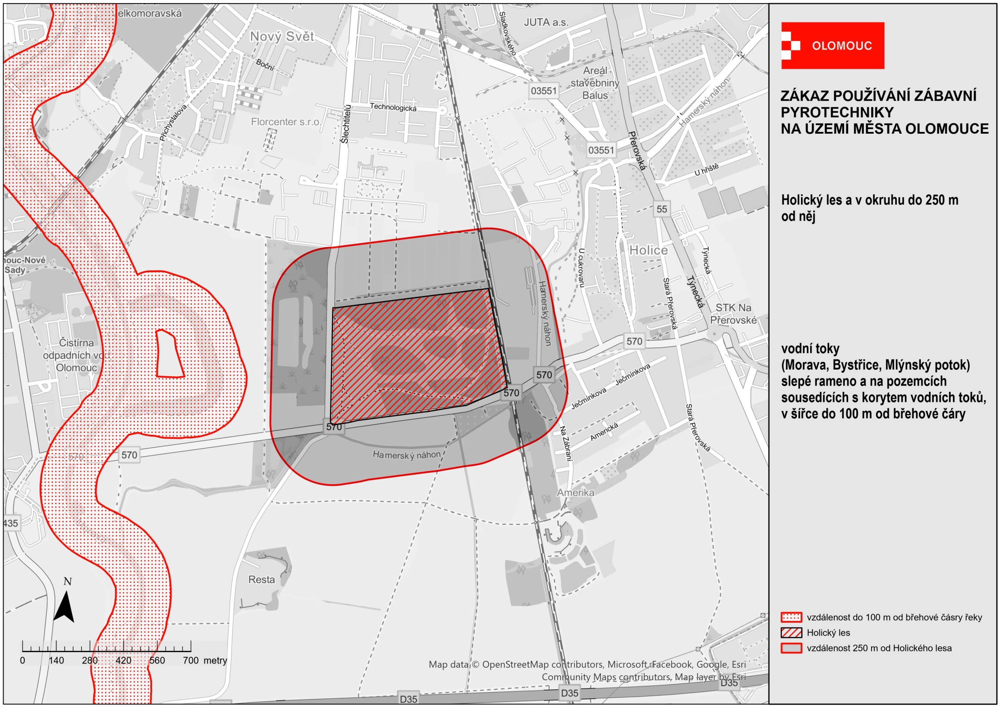 elkomoravská
Nový Svět
Boční
Sladkovského
JUTA a.s.
Areál
stavebniny
Balus
03551
Hamerský náhon
Technologická
Šlechtitelů
Florcenter s.r.o.
Přichystalova
03551
Přerovská
U hřiště
55
Holice
Týnecká
Týnecká
U cukrovaru
Stará Přerovská
STK Na
Přerovské
nouc-Nové
Sady
Čistírna
odpadních vod
Olomouc
Hamerský náhon
570
570
570
570
Ječmínkova
Ječmínkova
Americká
Na Zábraní
Stará Přerovská
570
570
Hamerský náhon
Amerika
435
Morava
Resta
N
0 140 280 420 560 700 metry
Map data © OpenStreetMap contributors, Microsoft, Facebook, Google, Esri
Community Maps contributors, Map layer by Esri
D35
D35
D35
OLOMOUC
ZÁKAZ POUŽÍVÁNÍ ZÁBAVNÍ
PYROTECHNIKY
NA ÚZEMÍ MĚSTA OLOMOUCE
Holický les a v okruhu do 250 m
od něj
vodní toky
(Morava, Bystřice, Mlýnský potok)
slepé rameno a na pozemcích
sousedících s korytem vodních toků,
v šířce do 100 m od břehové čáry
vzdálenost do 100 m od břehové čásry řeky
Holický les
vzdálenost 250 m od Holického lesa